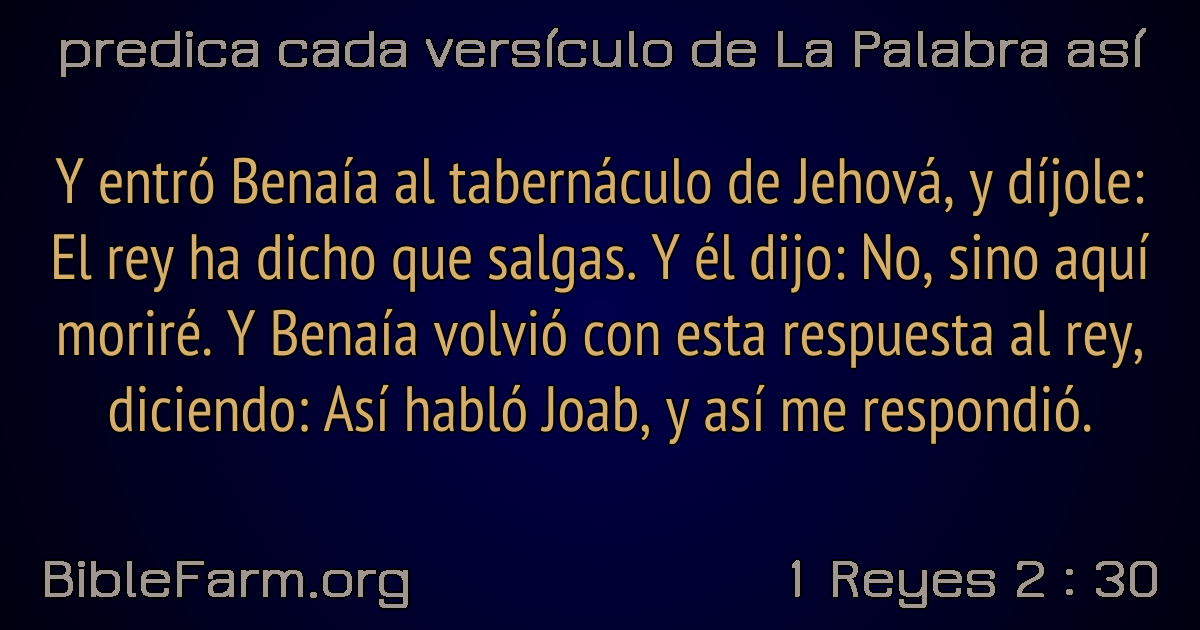 predica cada versículo de La Palabra así
Y entró Benaía al tabernáculo de Jehová, y díjole:
El rey ha dicho que salgas. Y él dijo: No, sino aquí
moriré. Y Benaía volvió con esta respuesta al rey,
diciendo: Así habló Joab, y así me respondió.
BibleFarm.org
1 Reyes 2 : 30